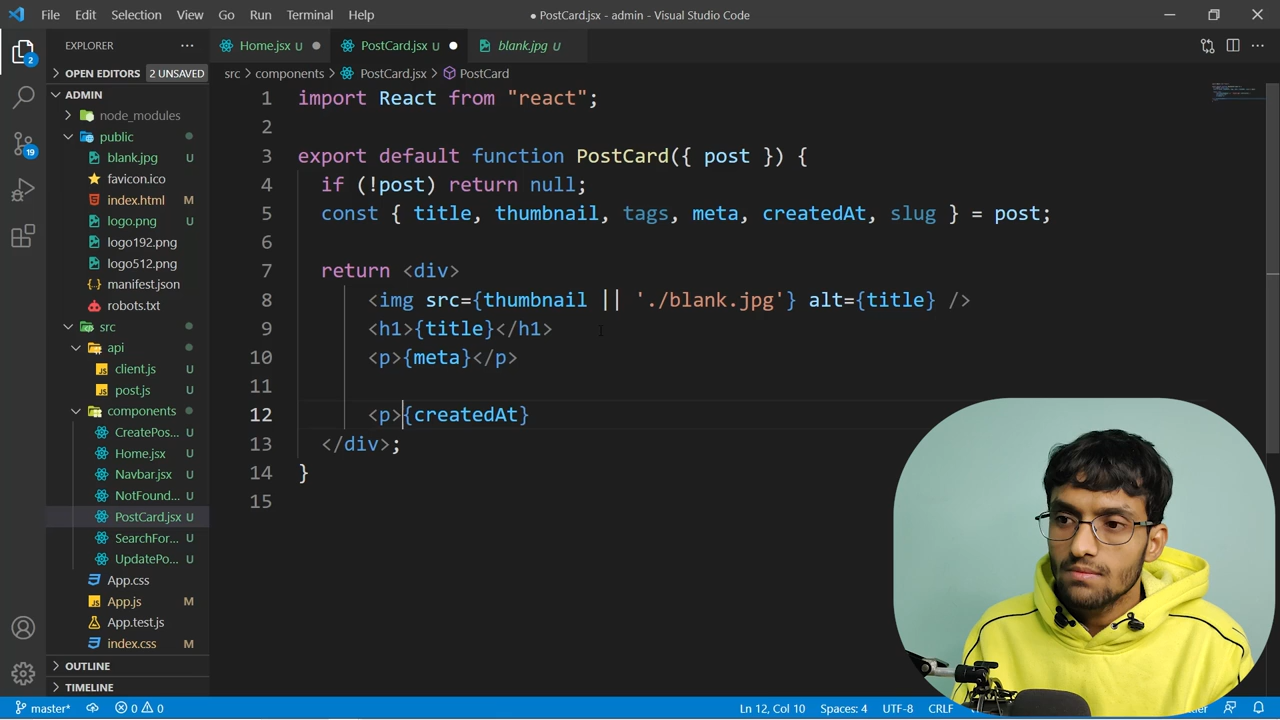 File Edit Selection View Go Run Terminal Help
● PostCard.jsx - admin - Visual Studio Code
EXPLORER
Home.jsx U
PostCard.jsx U
blank.jpg U
OPEN EDITORS 2 UNSAVED
src > components > PostCard.jsx > PostCard
ADMIN
node_modules
public
blank.jpg U
favicon.ico
index.html M
logo.png U
logo192.png
logo512.png
manifest.json
robots.txt
src
api
client.js U
post.js U
components
CreatePos... U
Home.jsx U
Navbar.jsx U
NotFound... U
PostCard.jsx U
SearchFor... U
UpdatePo... U
App.css
App.js M
App.test.js
index.css M
OUTLINE
TIMELINE
2
19
1 import React from "react";
2
3 export default function PostCard({ post }) {
4 if (!post) return null;
5 const { title, thumbnail, tags, meta, createdAt, slug } = post;
6
7 return <div>
8 <img src={thumbnail || './blank.jpg'} alt={title} />
9 <h1>{title}</h1>
10 <p>{meta}</p>
11
12 <p>{createdAt}
13 </div>;
14 }
15
master* 0 0 Ln 12, Col 10 Spaces: 4 UTF-8 CRLF